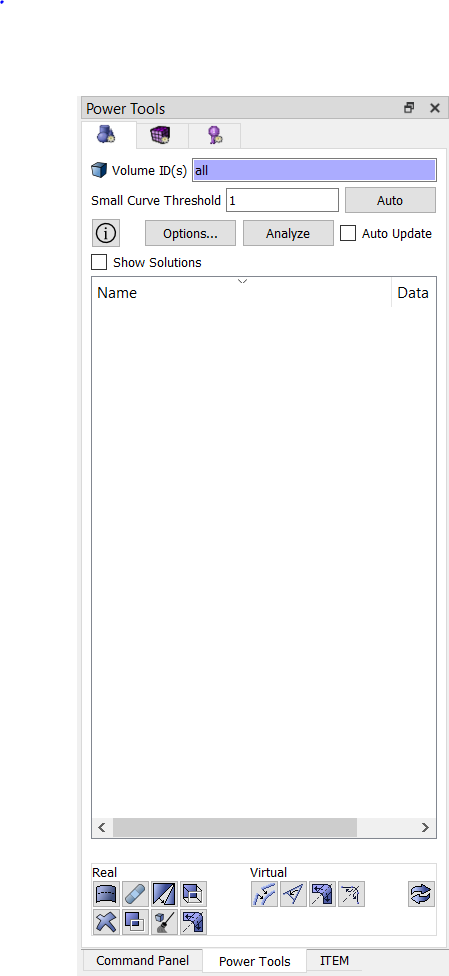 Power Tools
Volume ID(s) all
Small Curve Threshold 1 Auto
Options... Analyze Auto Update
Show Solutions
Name Data
Real Virtual
Command Panel Power Tools ITEM